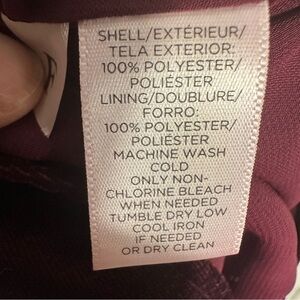 SHELL/EXTÉRIEUR/
TELA EXTERIOR:
100% POLYESTER/
POLIÉSTER
LINING/DOUBLURE/
FORRO:
100% POLYESTER/
POLIÉSTER
MACHINE WASH
COLD
ONLY NON-
CHLORINE BLEACH
WHEN NEEDED
TUMBLE DRY LOW
COOL IRON
IF NEEDED
OR DRY CLEAN